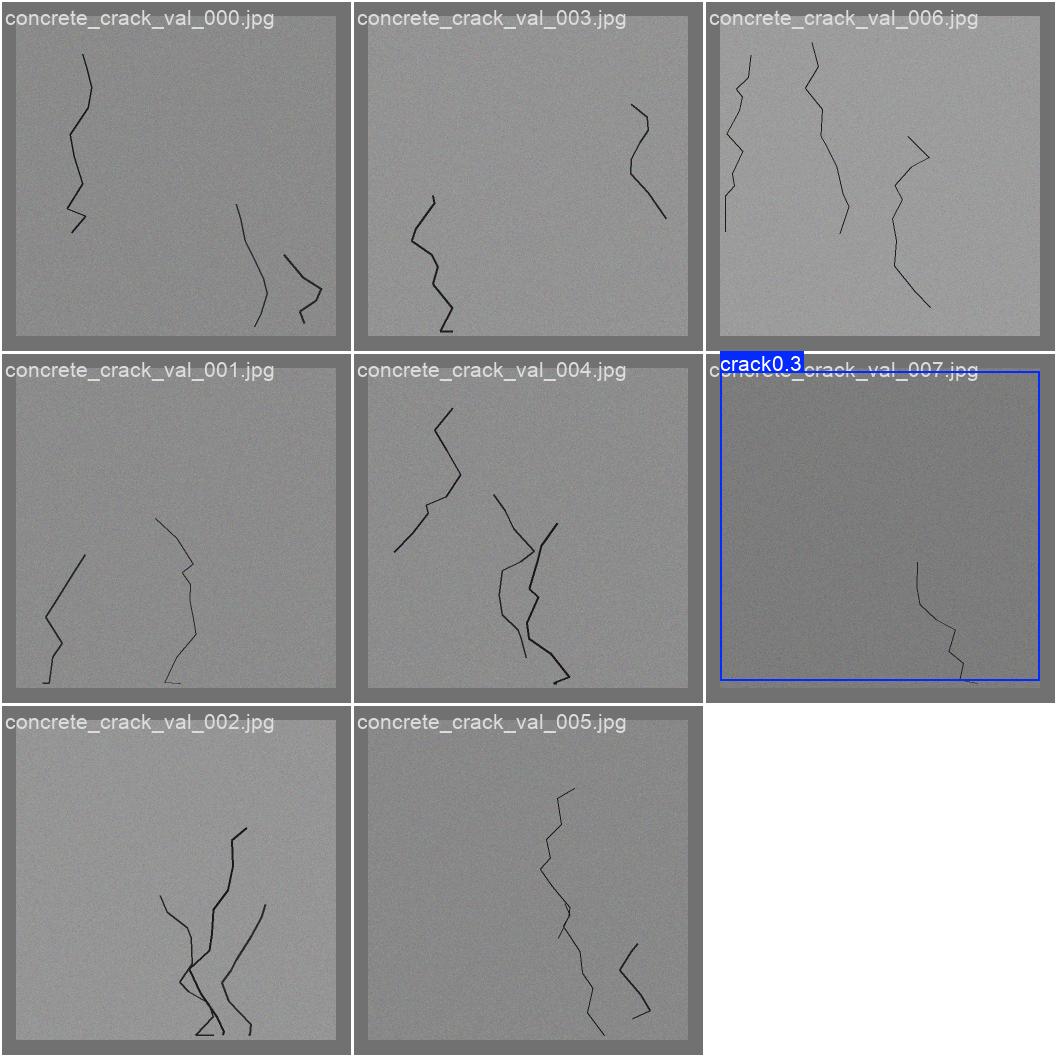 concrete_crack_val_000.jpg
concrete_crack_val_003.jpg
concrete_crack_val_006.jpg
concrete_crack_val_001.jpg
concrete_crack_val_004.jpg
crack0.3
concrete_crack_val_007.jpg
concrete_crack_val_002.jpg
concrete_crack_val_005.jpg